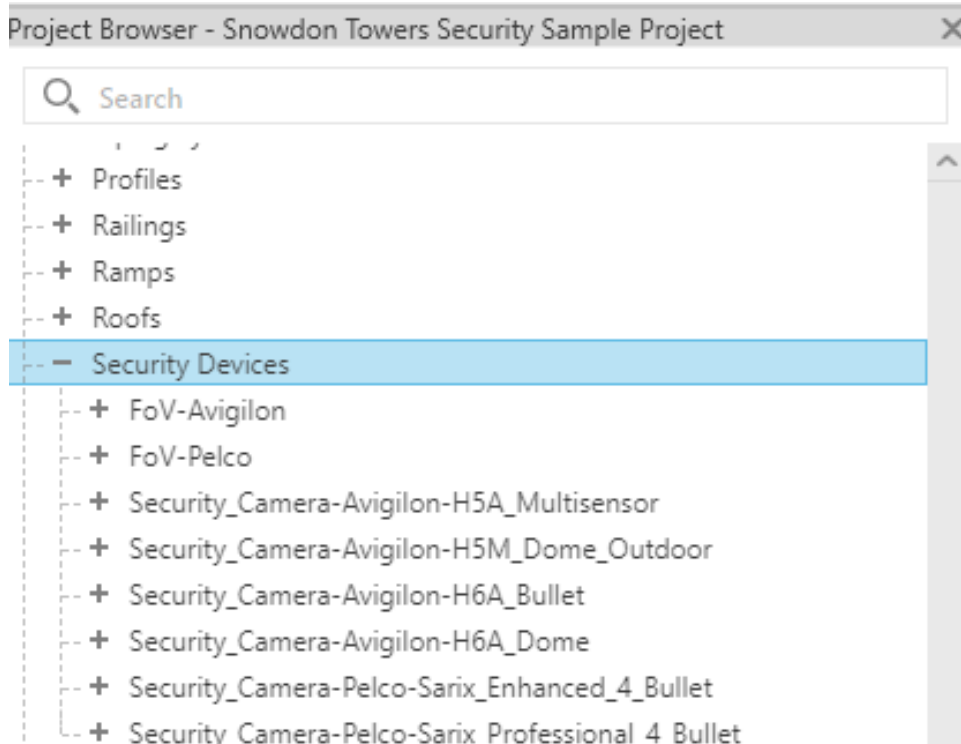 Project Browser - Snowdon Towers Security Sample Project
Search
Profiles
Railings
Ramps
Roofs
Security Devices
FoV-Avigilon
FoV-Pelco
Security_Camera-Avigilon-H5A_Multisensor
Security_Camera-Avigilon-H5M_Dome_Outdoor
Security_Camera-Avigilon-H6A_Bullet
Security_Camera-Avigilon-H6A_Dome
Security_Camera-Pelco-Sarix_Enhanced_4_Bullet
Security_Camera-Pelco-Sarix_Professional_4_Bullet